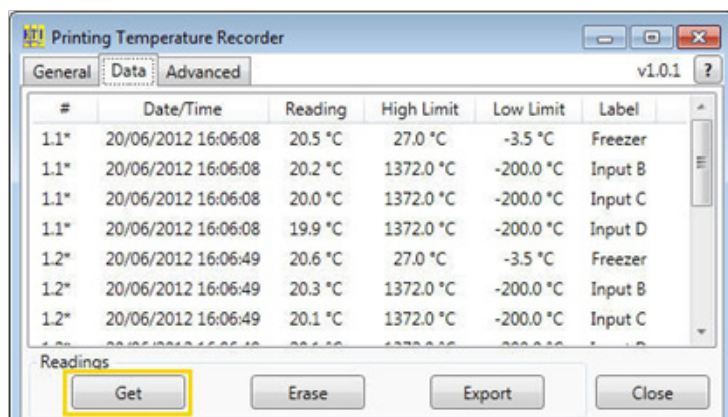 ETI Printing Temperature Recorder
General Data Advanced v1.0.1 ?
# Date/Time Reading High Limit Low Limit Label
1.1* 20/06/2012 16:06:08 20.5 °C 27.0 °C -3.5 °C Freezer
1.1* 20/06/2012 16:06:08 20.2 °C 1372.0 °C -200.0 °C Input B
1.1* 20/06/2012 16:06:08 20.0 °C 1372.0 °C -200.0 °C Input C
1.1* 20/06/2012 16:06:08 19.9 °C 1372.0 °C -200.0 °C Input D
1.2* 20/06/2012 16:06:49 20.6 °C 27.0 °C -3.5 °C Freezer
1.2* 20/06/2012 16:06:49 20.3 °C 1372.0 °C -200.0 °C Input B
1.2* 20/06/2012 16:06:49 20.1 °C 1372.0 °C -200.0 °C Input C
Readings
Get Erase Export Close